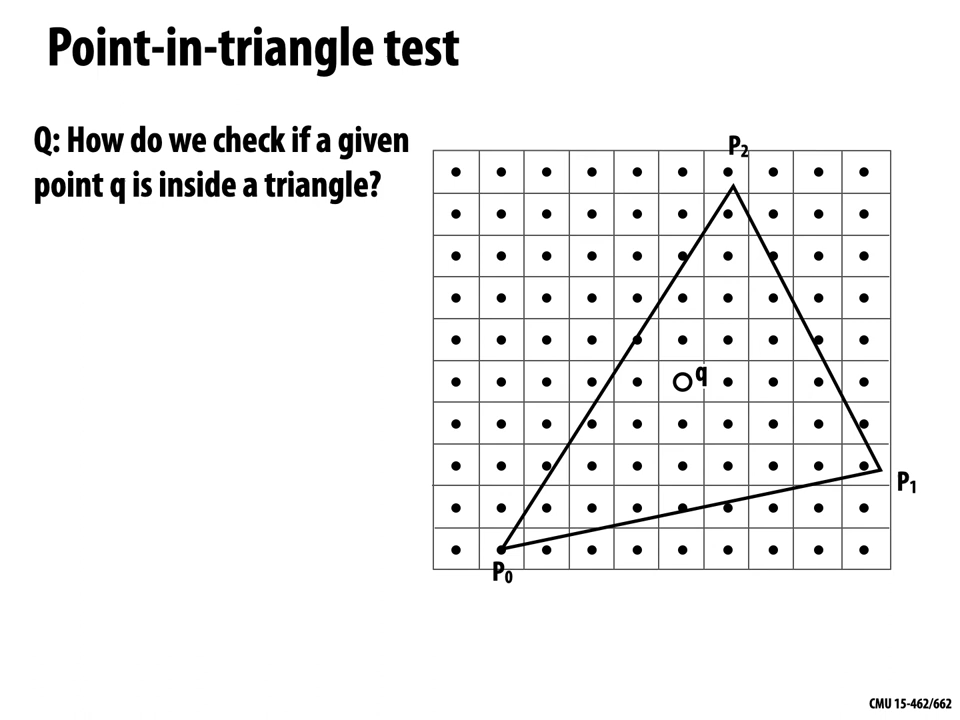 Point-in-triangle test
Q: How do we check if a given
point q is inside a triangle?
P₂
q
P₁
P₀
CMU 15-462/662